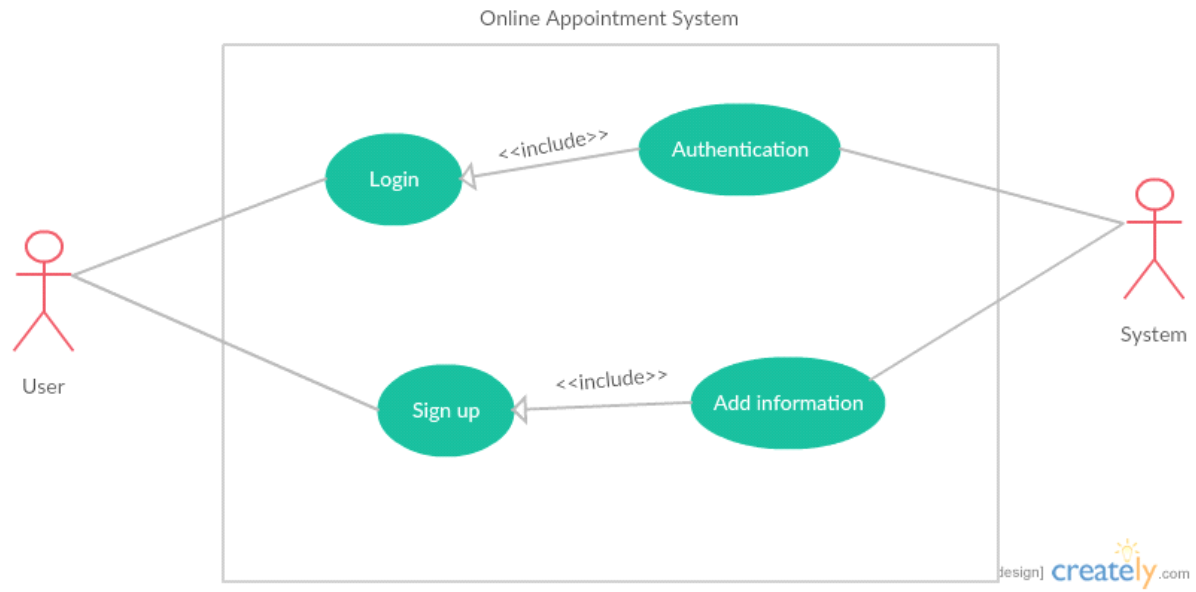 Online Appointment System
<<include>>
Authentication
Login
User
System
<<include>>
Sign up
Add information
design]
creately.com